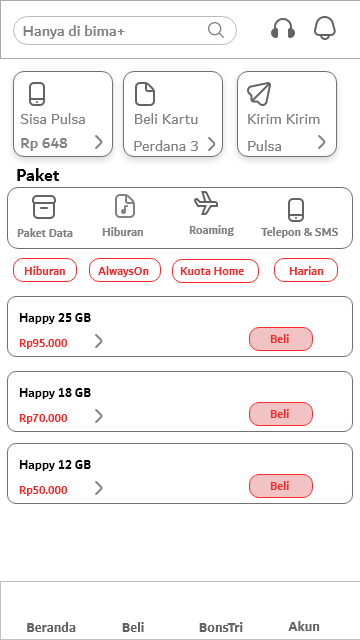 Hanya di bima+
Sisa Pulsa
Rp 648
Beli Kartu
Perdana 3
Kirim Kirim
Pulsa
Paket
Paket Data
Hiburan
Roaming
Telepon & SMS
Hiburan
AlwaysOn
Kuota Home
Harian
Happy 25 GB
Rp95.000
Beli
Happy 18 GB
Rp70.000
Beli
Happy 12 GB
Rp50.000
Beli
Beranda
Beli
BonsTri
Akun